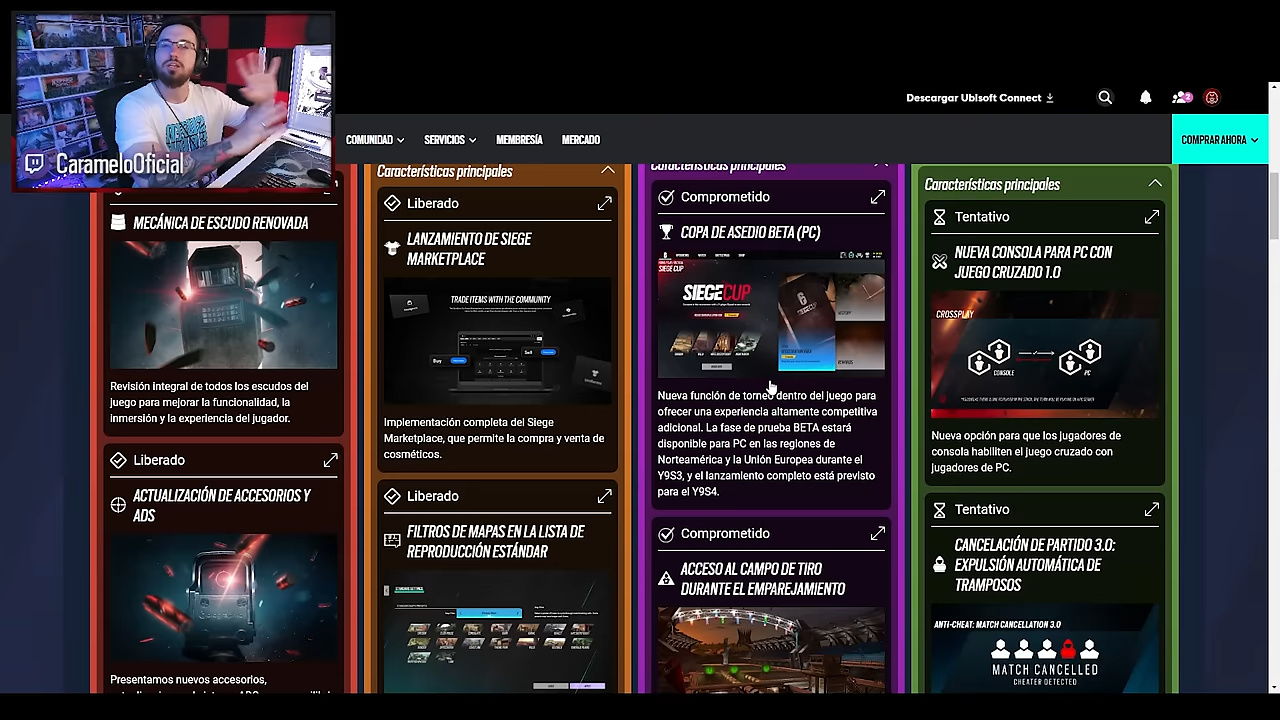 CarameloOficial
Descargar Ubisoft Connect
2
COMUNIDAD
SERVICIOS
MEMBRESÍA
MERCADO
COMPRAR AHORA
MECÁNICA DE ESCUDO RENOVADA
Revisión integral de todos los escudos del
juego para mejorar la funcionalidad, la
inmersión y la experiencia del jugador.
Liberado
ACTUALIZACIÓN DE ACCESORIOS Y
ADS
Presentamos nuevos accesorios,
Características principales
Liberado
LANZAMIENTO DE SIEGE
MARKETPLACE
TRADE ITEMS WITH THE COMMUNITY
Buy
Sell
Implementación completa del Siege
Marketplace, que permite la compra y venta de
cosméticos.
Liberado
FILTROS DE MAPAS EN LA LISTA DE
REPRODUCCIÓN ESTÁNDAR
Características principales
Comprometido
COPA DE ASEDIO BETA (PC)
SIEGE CUP
SIEGECUP
Nueva función de torneo dentro del juego para
ofrecer una experiencia altamente competitiva
adicional. La fase de prueba BETA estará
disponible para PC en las regiones de
Norteamérica y la Unión Europea durante el
Y9S3, y el lanzamiento completo está previsto
para el Y9S4.
Comprometido
ACCESO AL CAMPO DE TIRO
DURANTE EL EMPAREJAMIENTO
Características principales
Tentativo
NUEVA CONSOLA PARA PC CON
JUEGO CRUZADO 1.0
CROSSPLAY
CONSOLE
PC
Nueva opción para que los jugadores de
consola habiliten el juego cruzado con
jugadores de PC.
Tentativo
CANCELACIÓN DE PARTIDO 3.0:
EXPULSIÓN AUTOMÁTICA DE
TRAMPOSOS
ANTI-CHEAT: MATCH CANCELLATION 3.0
MATCH CANCELLED
CHEATER DETECTED